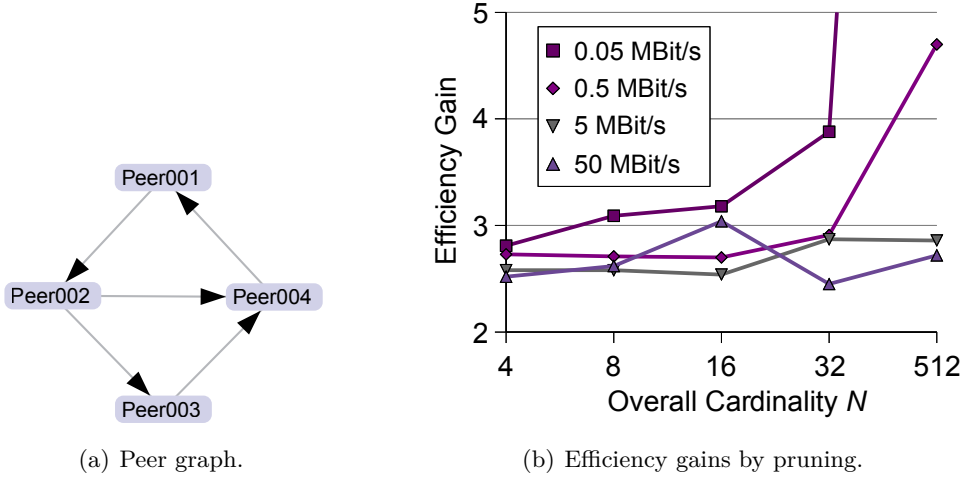 Peer001
Peer002
Peer004
Peer003
(a) Peer graph.
5
4
3
2
Efficiency Gain
0.05 MBit/s
0.5 MBit/s
5 MBit/s
50 MBit/s
4 8 16 32 512
Overall Cardinality N
(b) Efficiency gains by pruning.